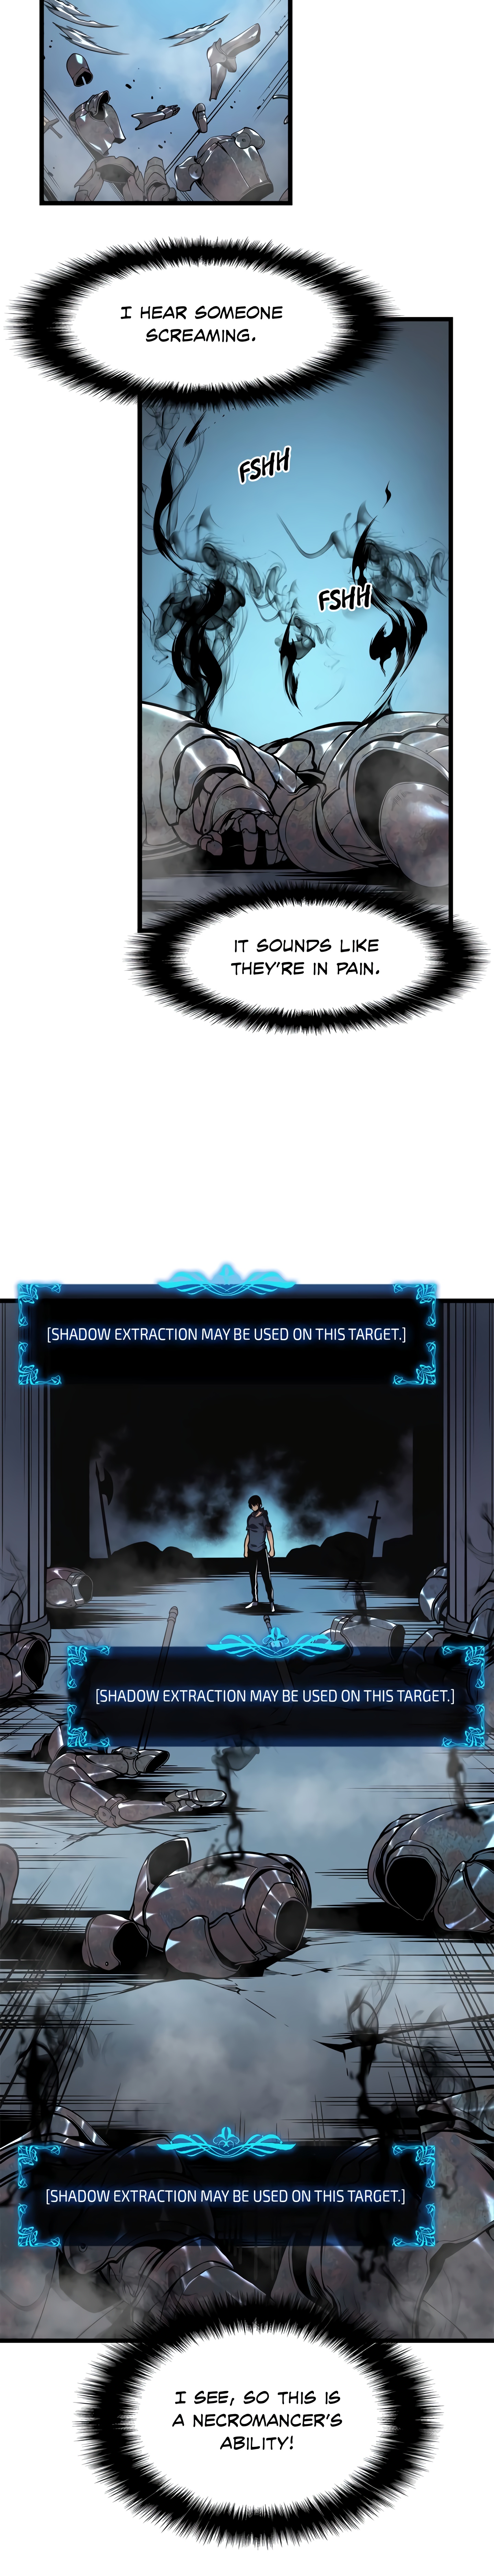 I HEAR SOMEONE
SCREAMING.
FSHH
FSHH
IT SOUNDS LIKE
THEY'RE IN PAIN.
[SHADOW EXTRACTION MAY BE USED ON THIS TARGET.]
[SHADOW EXTRACTION MAY BE USED ON THIS TARGET.]
[SHADOW EXTRACTION MAY BE USED ON THIS TARGET.]
I SEE, SO THIS IS
A NECROMANCER'S
ABILITY!